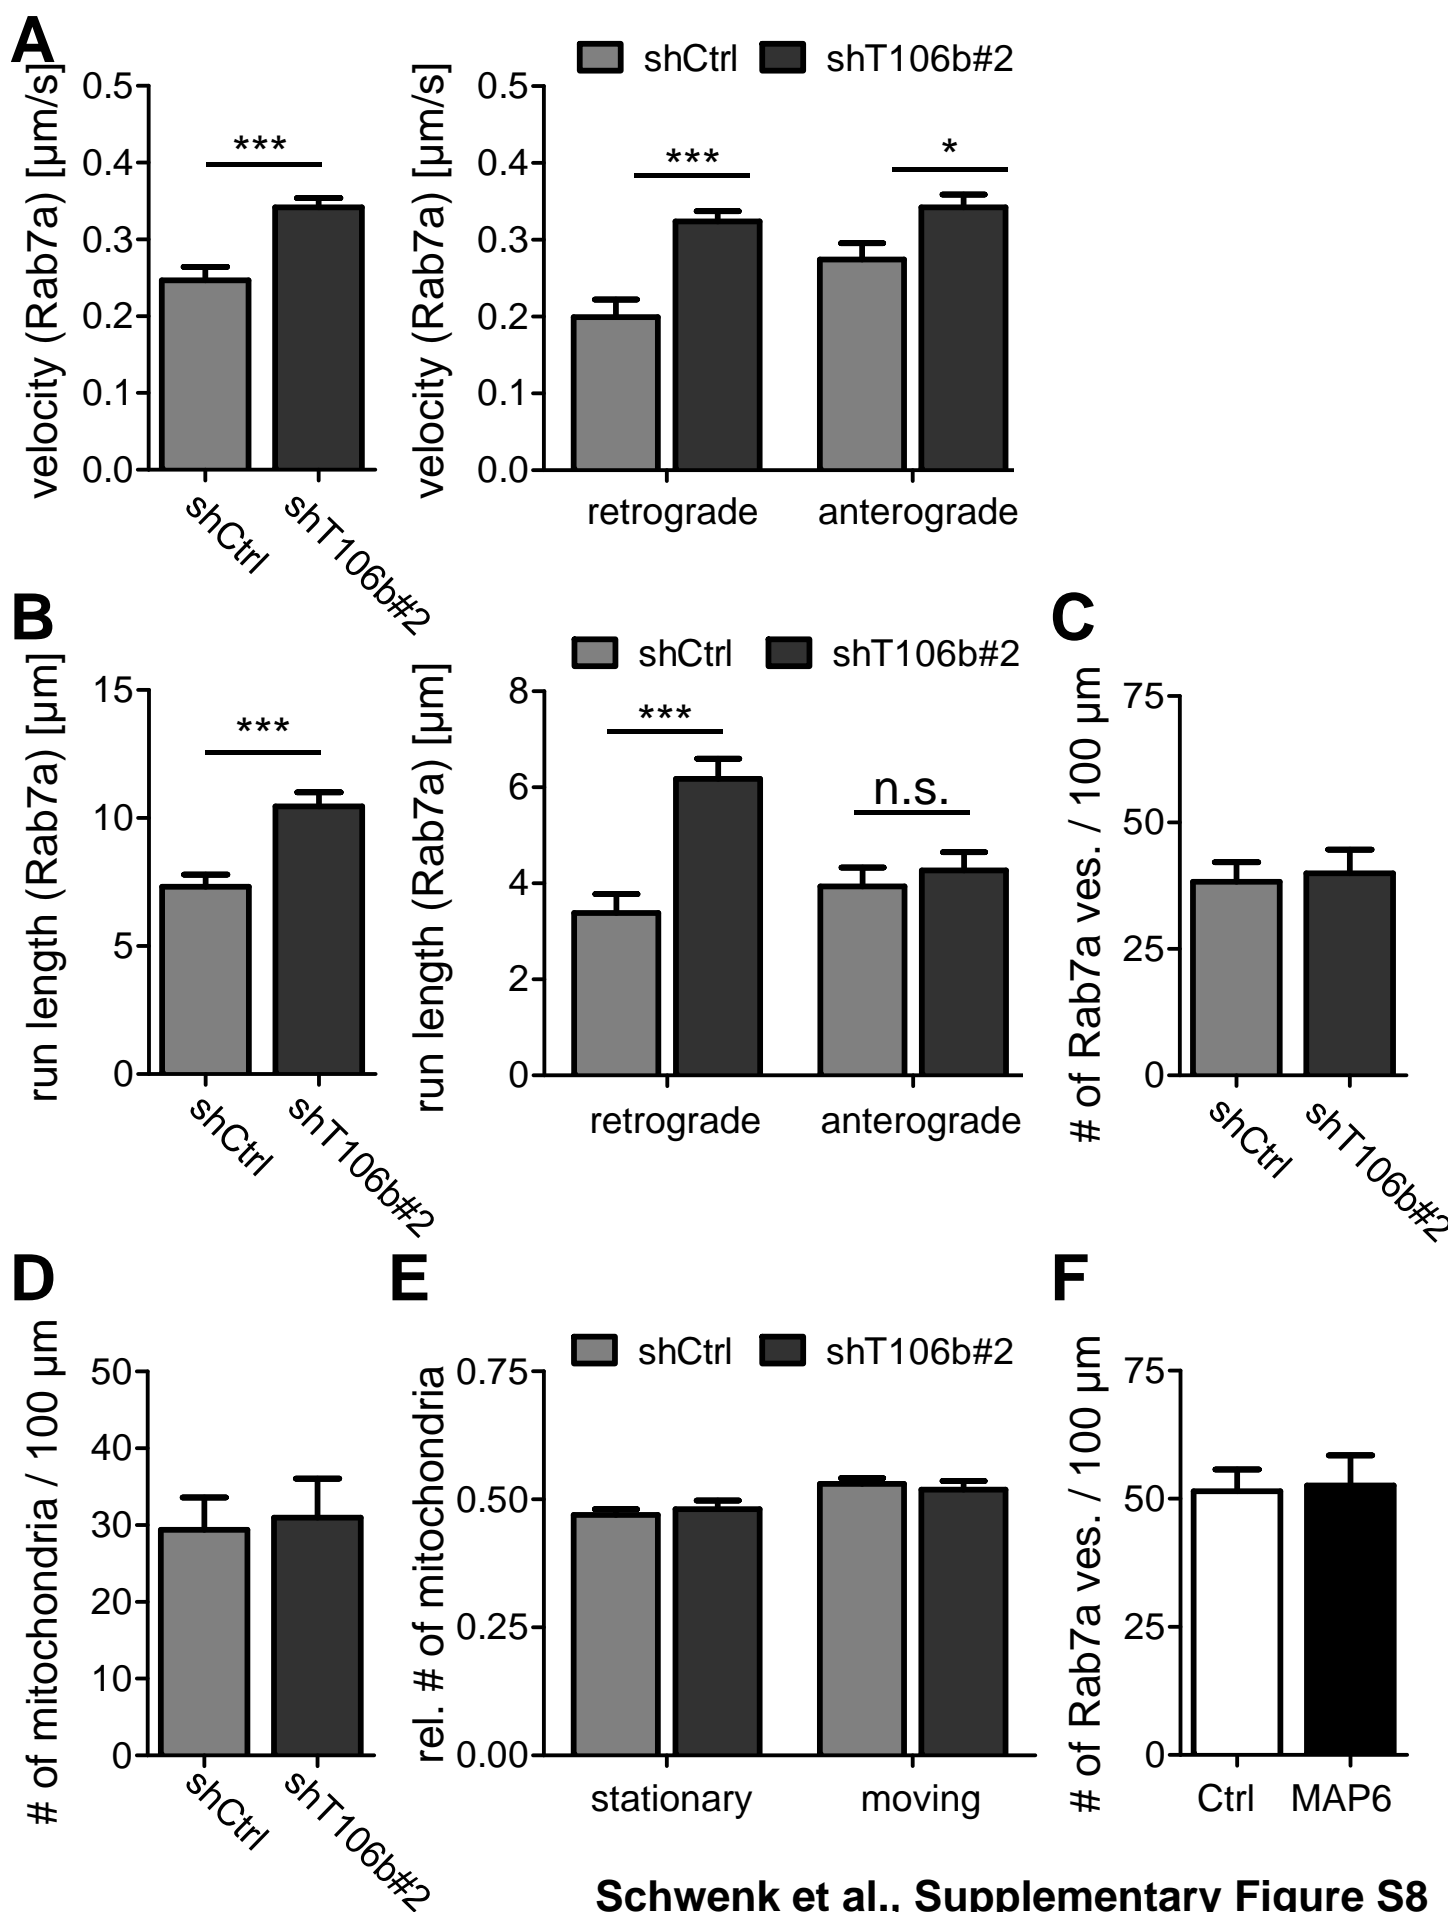 A
velocity (Rab7a) [µm/s]
0.5
0.4
0.3
0.2
0.1
0.0
***
shCtrl
shT106b#2
shCtrl shT106b#2
velocity (Rab7a) [µm/s]
0.5
0.4
0.3
0.2
0.1
0.0
***
*
retrograde anterograde
B
run length (Rab7a) [µm]
15
10
5
0
***
shCtrl
shT106b#2
shCtrl shT106b#2
run length (Rab7a) [µm]
8
6
4
2
0
***
n.s.
retrograde anterograde
C
# of Rab7a ves. / 100 µm
75
50
25
0
shCtrl
shT106b#2
D
# of mitochondria / 100 µm
50
40
30
20
10
0
shCtrl
shT106b#2
E
shCtrl shT106b#2
rel. # of mitochondria
0.75
0.50
0.25
0.00
stationary moving
F
# of Rab7a ves. / 100 µm
75
50
25
0
Ctrl MAP6
Schwenk et al., Supplementary Figure S8